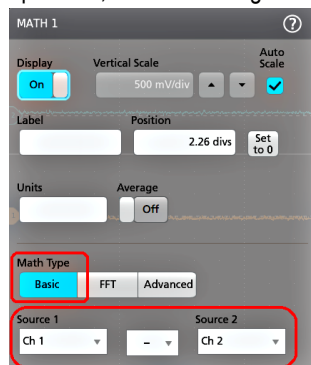 MATH 1 ?
Auto
Display Vertical Scale Scale
On 500 mV/div
Label Position
2.26 divs Set
to 0
Units Average
Off
Math Type
Basic FFT Advanced
Source 1 Source 2
Ch 1 - Ch 2